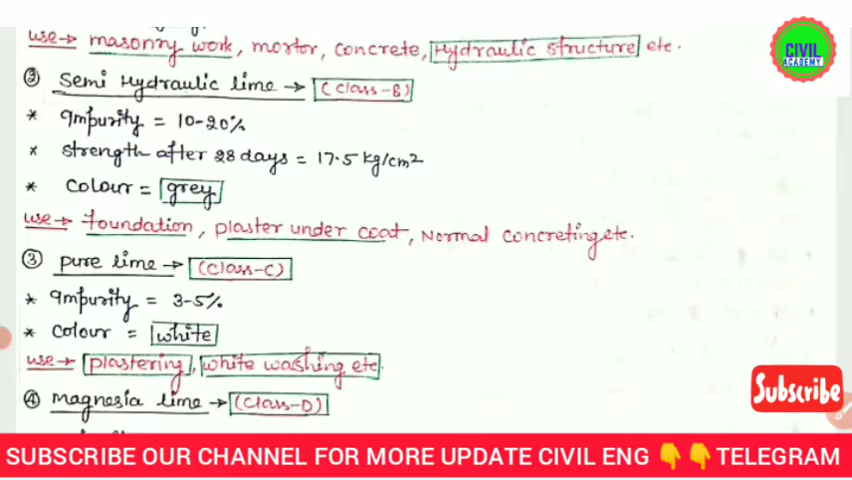 use → masonry work, mortor, concrete, Hydraulic structure etc.
② Semi Hydraulic lime → (Class-B)
* Impurity = 10-20%
* Strength after 28 days = 17.5 kg/cm²
* Colour = grey
use → foundation, plaster under coat, Normal concreting etc.
③ pure lime → (Class-C)
* Impurity = 3-5%
* Colour = white
use → plastering, white washing etc.
④ Magnesia lime → (Class-D)
CIVIL
ACADEMY
Subscribe
SUBSCRIBE OUR CHANNEL FOR MORE UPDATE CIVIL ENG 👇👇 TELEGRAM